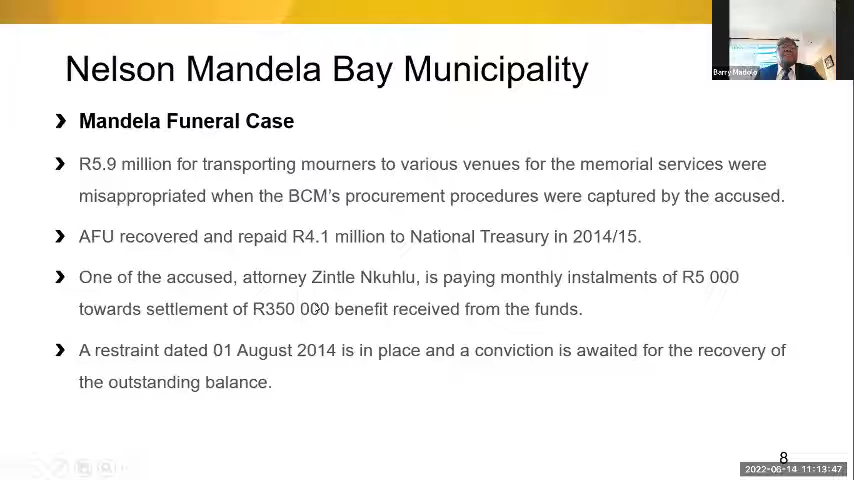 Barry Madolo
Nelson Mandela Bay Municipality
Mandela Funeral Case
R5.9 million for transporting mourners to various venues for the memorial services were
misappropriated when the BCM's procurement procedures were captured by the accused.
AFU recovered and repaid R4.1 million to National Treasury in 2014/15.
One of the accused, attorney Zintle Nkuhlu, is paying monthly instalments of R5 000
towards settlement of R350 000 benefit received from the funds.
A restraint dated 01 August 2014 is in place and a conviction is awaited for the recovery of
the outstanding balance.
8
2022-06-14 11:13:47